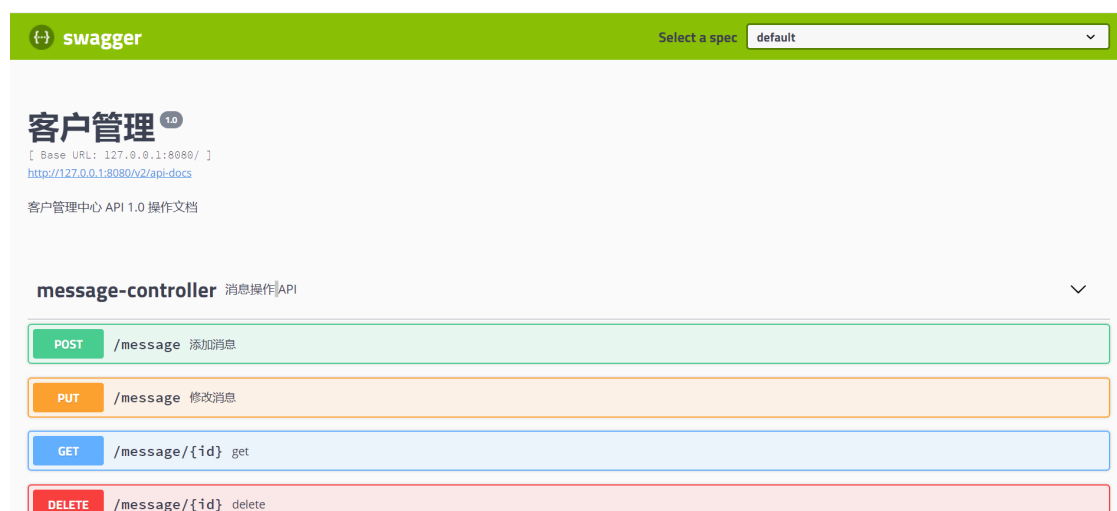 swagger Select a spec default
客户管理 1.0
[ Base URL: 127.0.0.1:8080/ ]
http://127.0.0.1:8080/v2/api-docs
客户管理中心 API 1.0 操作文档
message-controller 消息操作 API
POST /message 添加消息
PUT /message 修改消息
GET /message/{id} get
DELETE /message/{id} delete